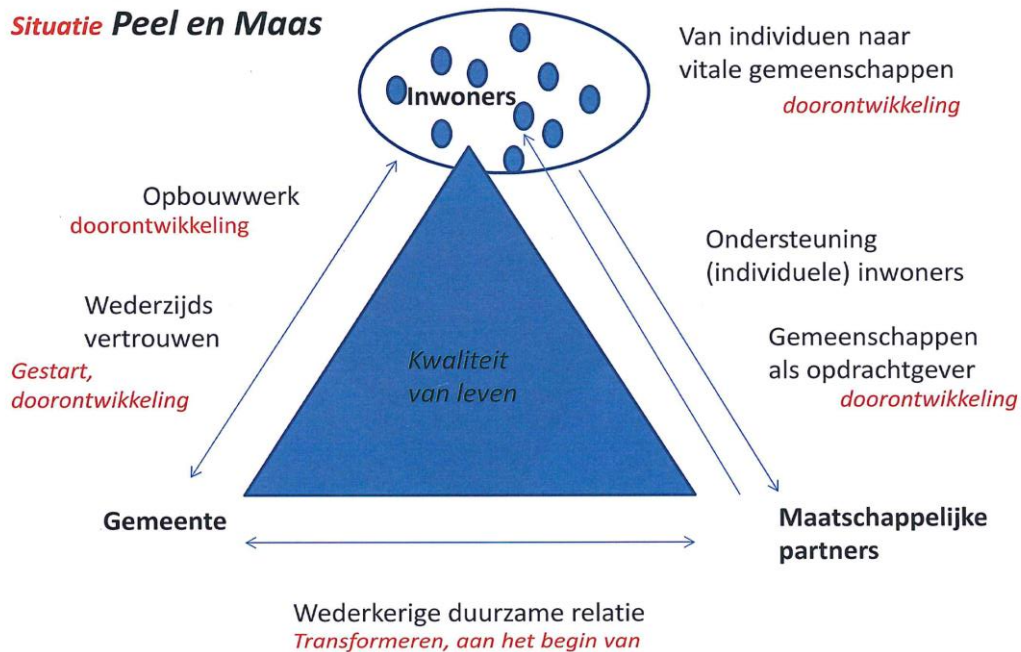 Situatie Peel en Maas
Inwoners
Van individuen naar
vitale gemeenschappen
doorontwikkeling
Opbouwwerk
doorontwikkeling
Wederzijds
vertrouwen
Gestart,
doorontwikkeling
Ondersteuning
(individuele) inwoners
Gemeenschappen
als opdrachtgever
doorontwikkeling
Kwaliteit
van leven
Gemeente
Maatschappelijke
partners
Wederkerige duurzame relatie
Transformeren, aan het begin van